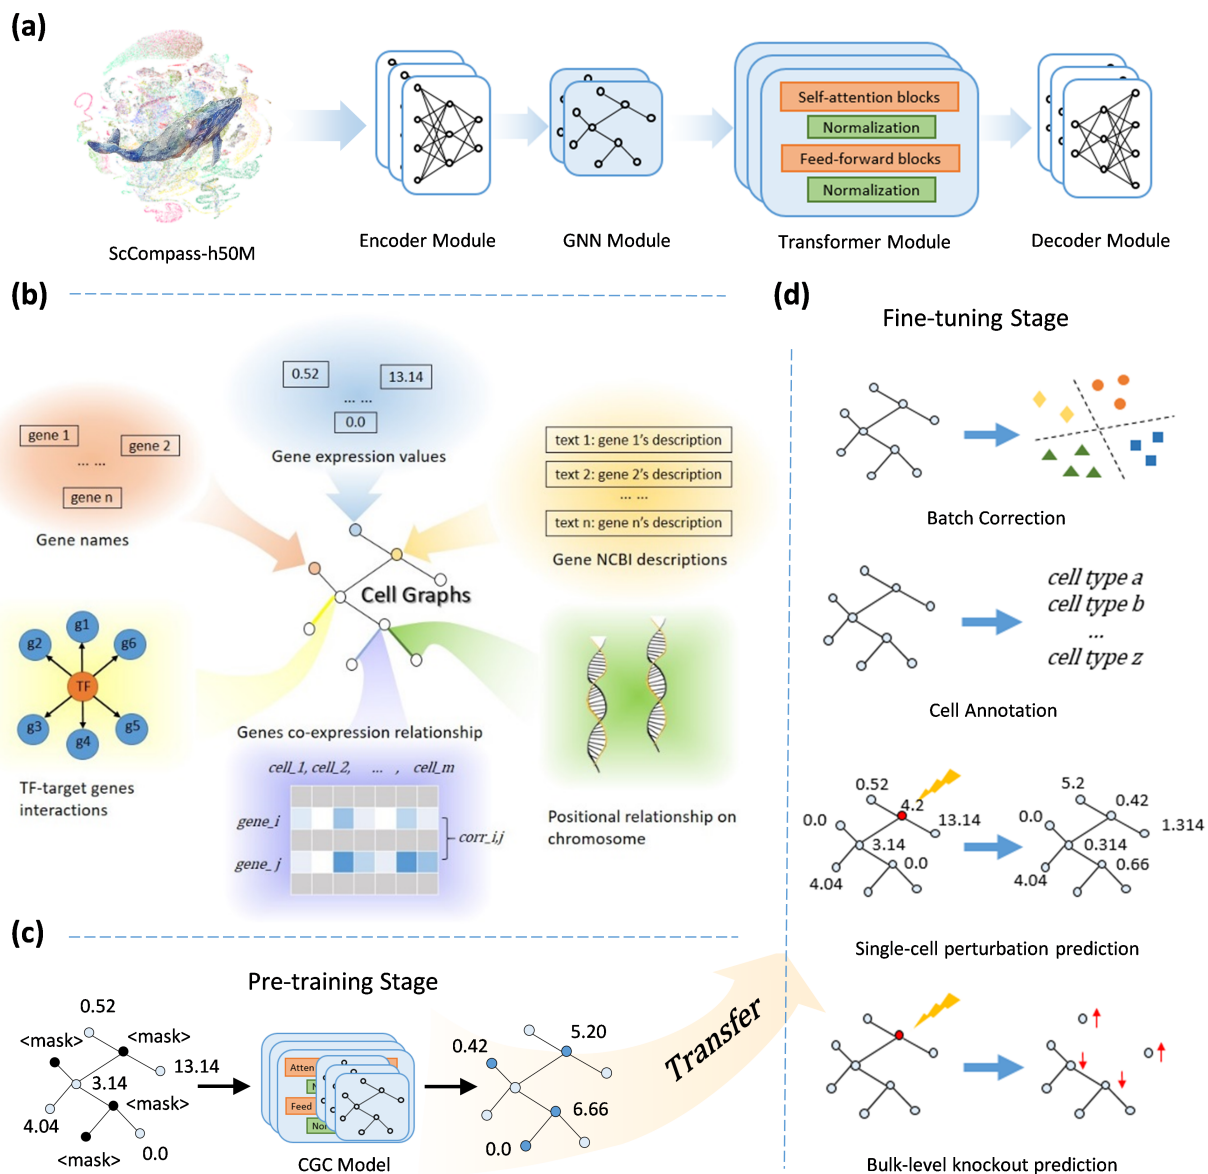 (a)
Self-attention blocks
Normalization
Feed-forward blocks
Normalization
ScCompass-h50M
Encoder Module
GNN Module
Transformer Module
Decoder Module
(b)
0.52
13.14
... ...
0.0
Gene expression values
gene 1
gene 2
... ...
gene n
Gene names
text 1: gene 1's description
text 2: gene 2's description
... ...
text n: gene n's description
Gene NCBI descriptions
Cell Graphs
g1
g2
g6
TF
g3
g5
g4
TF-target genes
interactions
Genes co-expression relationship
cell_1, cell_2, ... , cell_m
gene_i
corr_i,j
gene_j
Positional relationship on
chromosome
(c)
Pre-training Stage
0.52
<mask>
<mask>
13.14
3.14
<mask>
4.04
0.0
<mask>
Atten
N
Feed
Nor
CGC Model
5.20
0.42
6.66
0.0
Transfer
(d)
Fine-tuning Stage
Batch Correction
cell type a
cell type b
...
cell type z
Cell Annotation
0.52
4.2
0.0
13.14
3.14
0.0
4.04
5.2
0.42
0.0
1.314
0.314
0.66
4.04
Single-cell perturbation prediction
Bulk-level knockout prediction